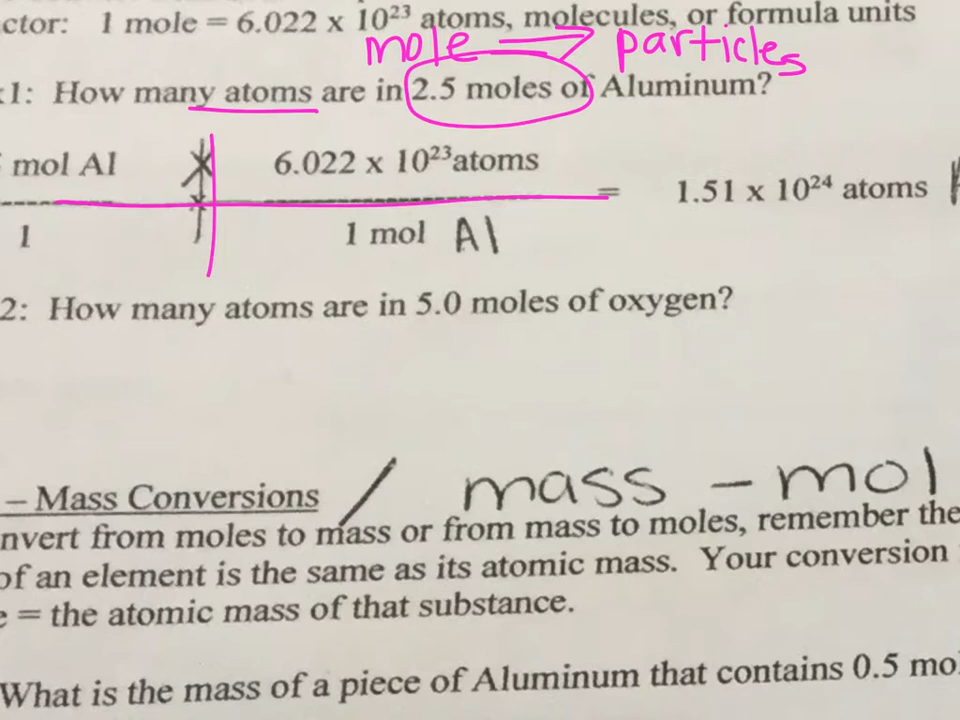 ctor: 1 mole = 6.022 x 10²³ atoms, molecules, or formula units
mole → particles
1: How many atoms are in 2.5 moles of Aluminum?
mol Al 6.022 x 10²³atoms
= 1.51 x 10²⁴ atoms
1 1 mol Al
2: How many atoms are in 5.0 moles of oxygen?
– Mass Conversions / mass – mol
nvert from moles to mass or from mass to moles, remember the
of an element is the same as its atomic mass. Your conversion
e = the atomic mass of that substance.
What is the mass of a piece of Aluminum that contains 0.5 mo